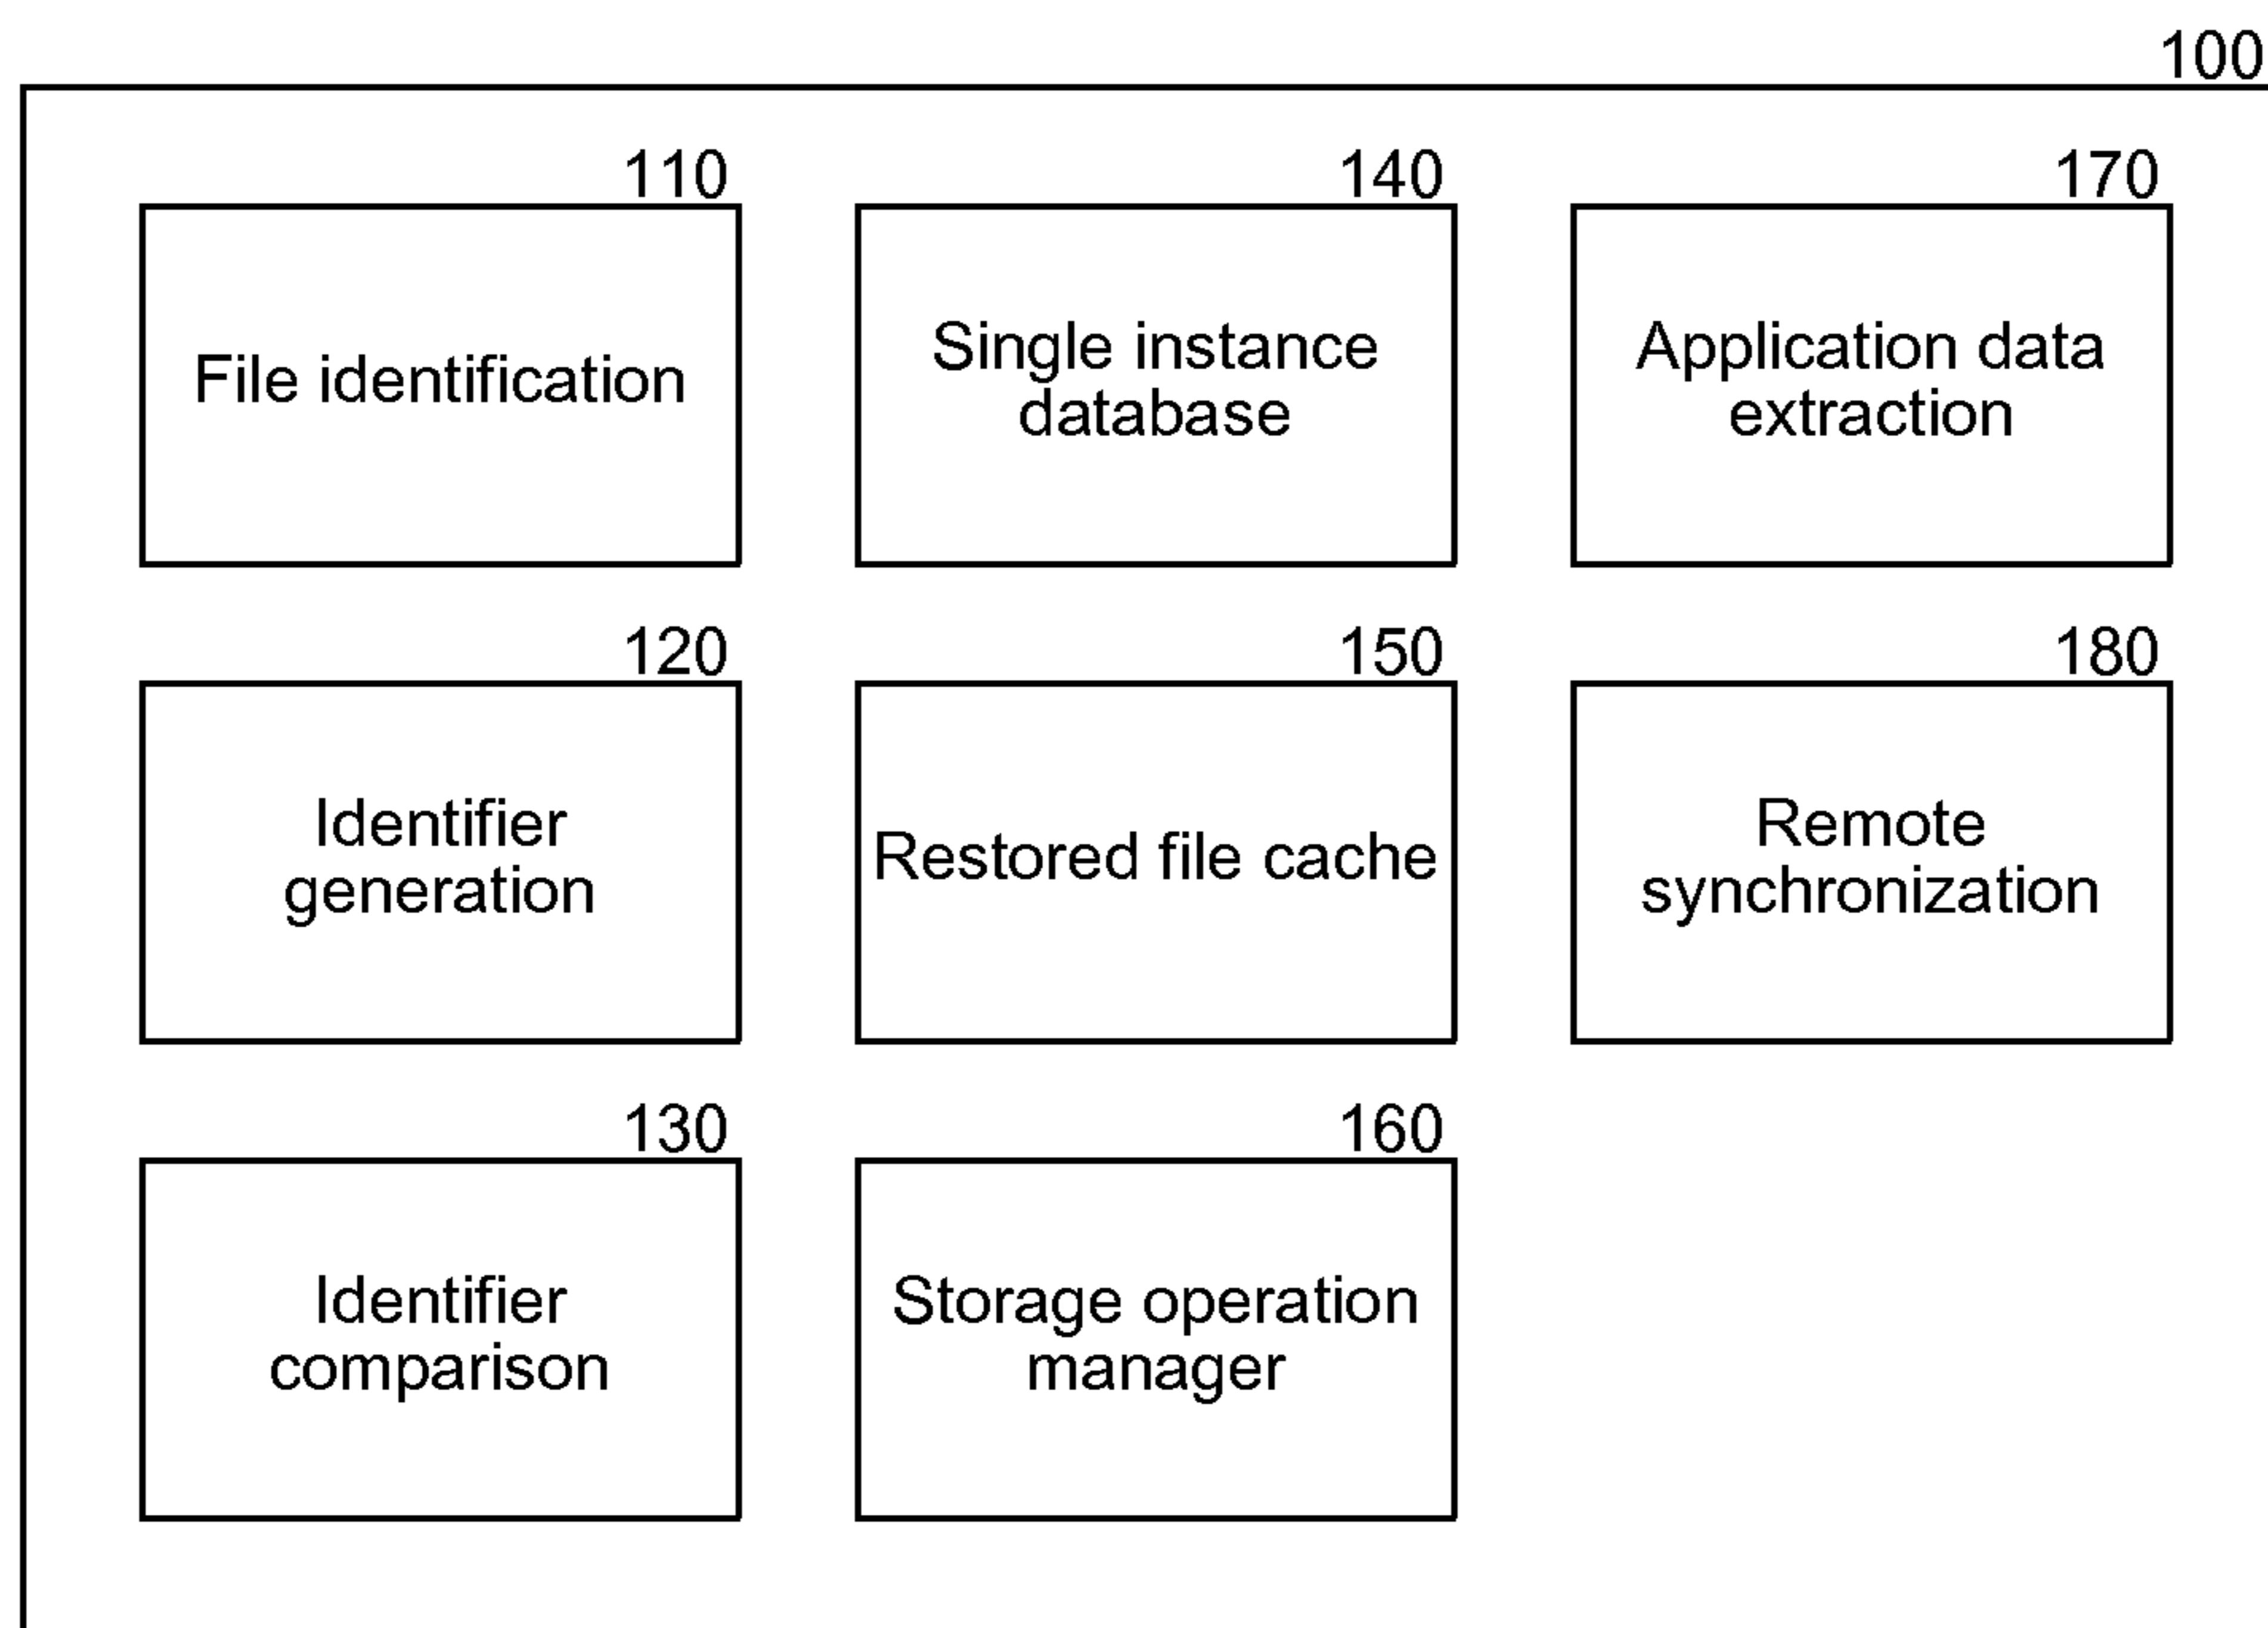 100
110
File identification
140
Single instance
database
170
Application data
extraction
120
Identifier
generation
150
Restored file cache
180
Remote
synchronization
130
Identifier
comparison
160
Storage operation
manager